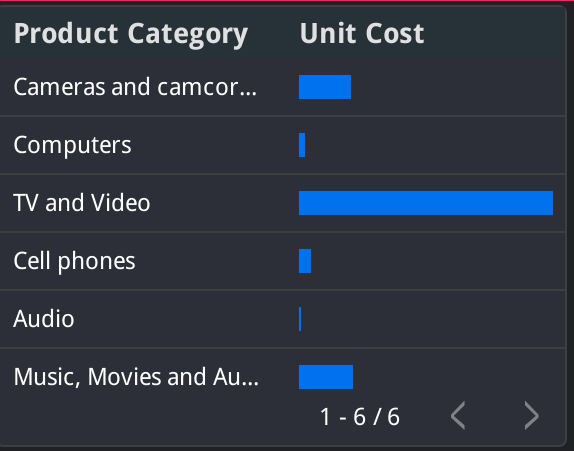 Product Category Unit Cost
Cameras and camcor...
Computers
TV and Video
Cell phones
Audio
Music, Movies and Au...
1 - 6 / 6